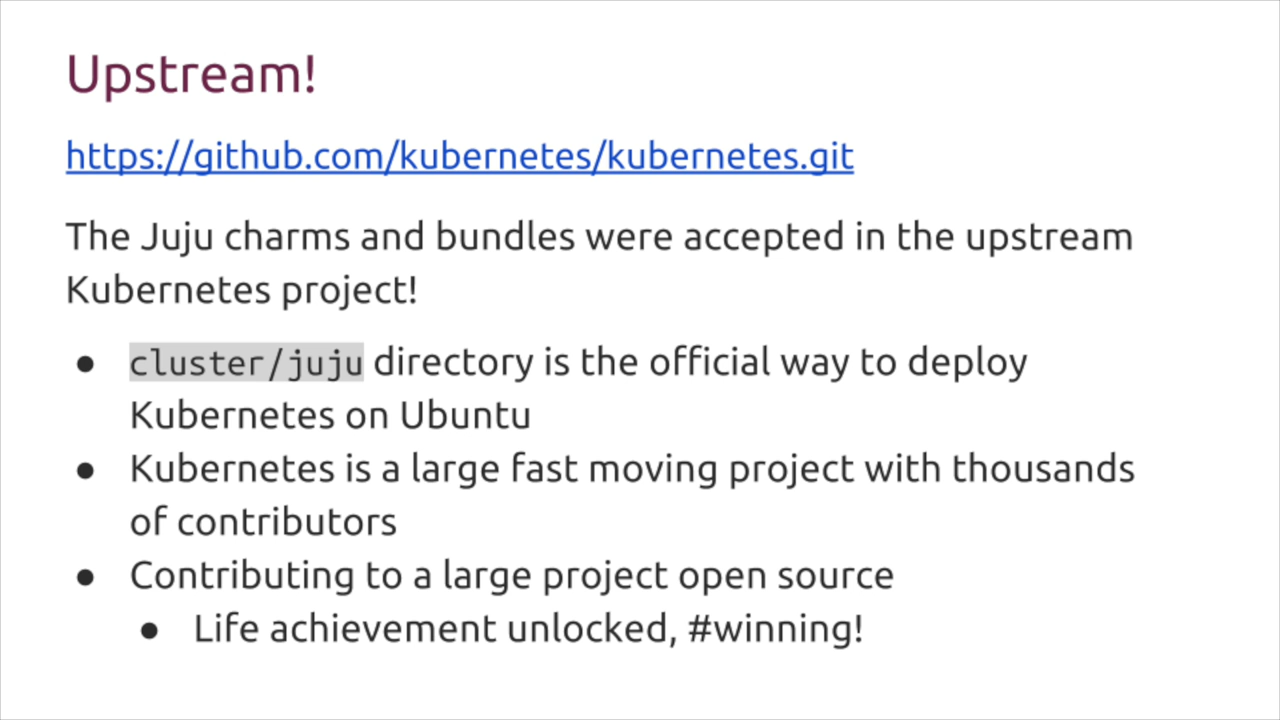 Upstream!
https://github.com/kubernetes/kubernetes.git
The Juju charms and bundles were accepted in the upstream
Kubernetes project!
● cluster/juju directory is the official way to deploy
Kubernetes on Ubuntu
● Kubernetes is a large fast moving project with thousands
of contributors
● Contributing to a large project open source
● Life achievement unlocked, #winning!